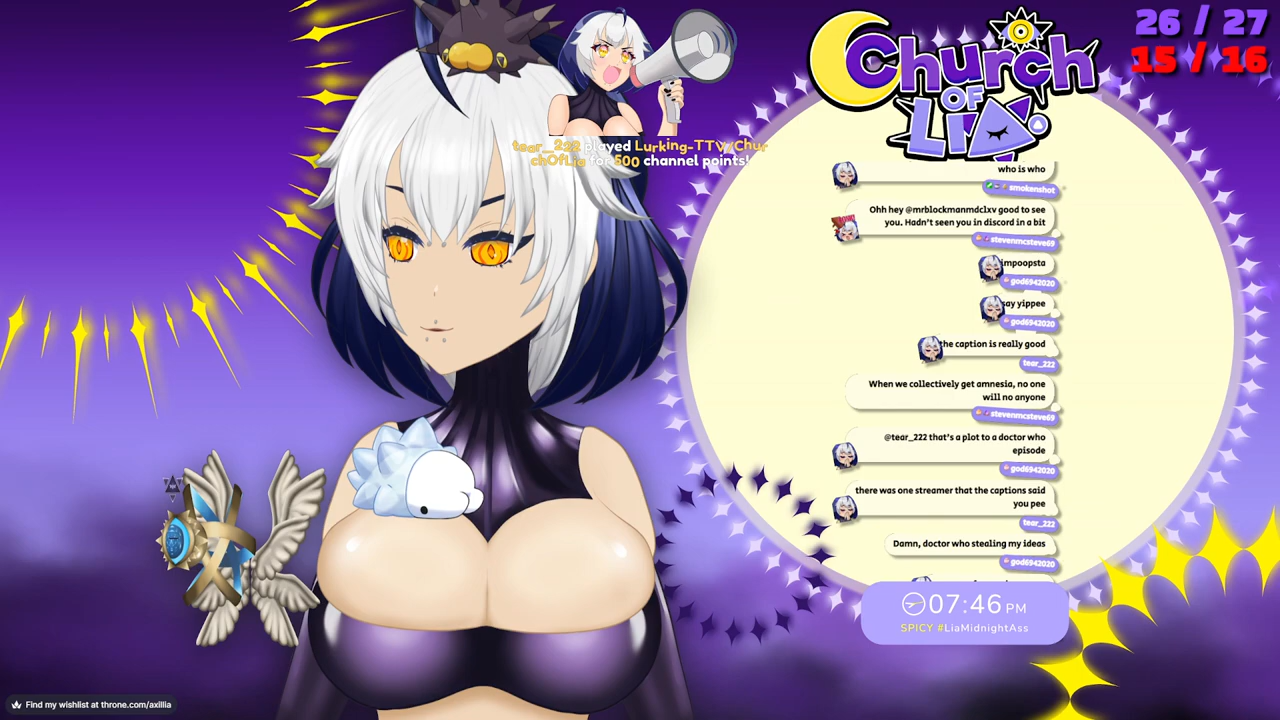 26 / 27
15 / 16
Church
OF
LIA
tear_222 played Lurking-TTV/Chur
chOfLia for 500 channel points!
who is who
smokenshot
Ohh hey @mrblockmanmdclxv good to see
you. Hadn't seen you in discord in a bit
stevenmcsteve69
impoopsta
god6942020
say yippee
god6942020
the caption is really good
tear_222
When we collectively get amnesia, no one
will no anyone
stevenmcsteve69
@tear_222 that's a plot to a doctor who
episode
god6942020
there was one streamer that the captions said
you pee
tear_222
Damn, doctor who stealing my ideas
god6942020
07:46 PM
SPICY #LiaMidnightAss
Find my wishlist at throne.com/axillia